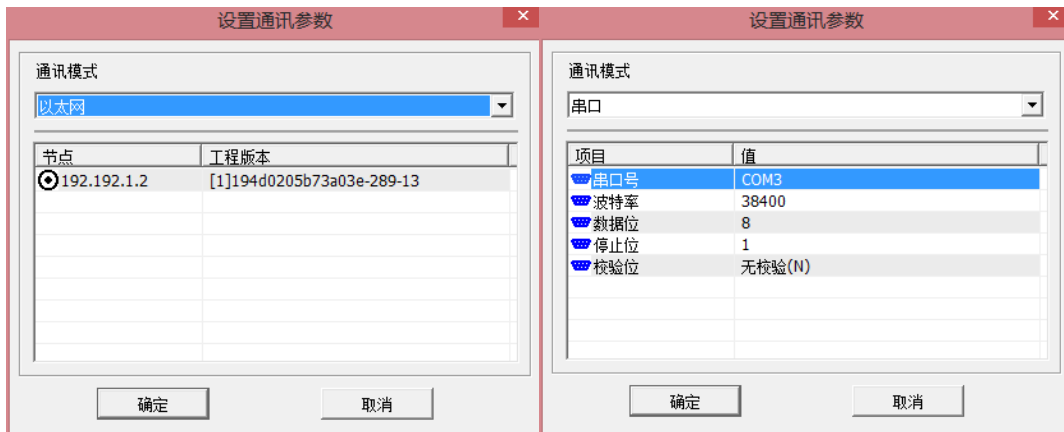 设置通讯参数
通讯模式
以太网
节点 工程版本
192.192.1.2 [1]194d0205b73a03e-289-13
确定 取消
设置通讯参数
通讯模式
串口
项目 值
串口号 COM3
波特率 38400
数据位 8
停止位 1
校验位 无校验(N)
确定 取消